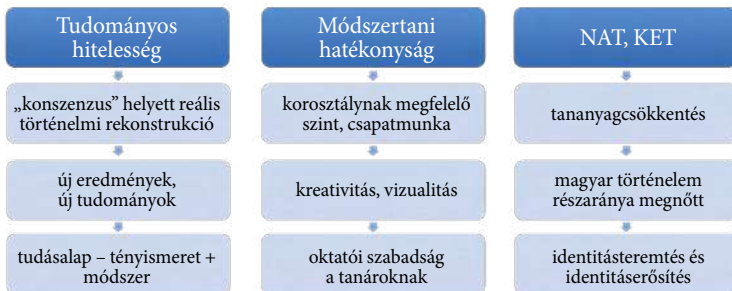 Tudományos
hitelesség
„konszenzus” helyett reális
történelmi rekonstrukció
új eredmények,
új tudományok
tudásalap – tényismeret +
módszer
Módszertani
hatékonyság
korosztálynak megfelelő
szint, csapatmunka
kreativitás, vizualitás
oktatói szabadság
a tanároknak
NAT, KET
tananyagcsökkentés
magyar történelem
részaránya megnőtt
identitásteremtés és
identitáserősítés